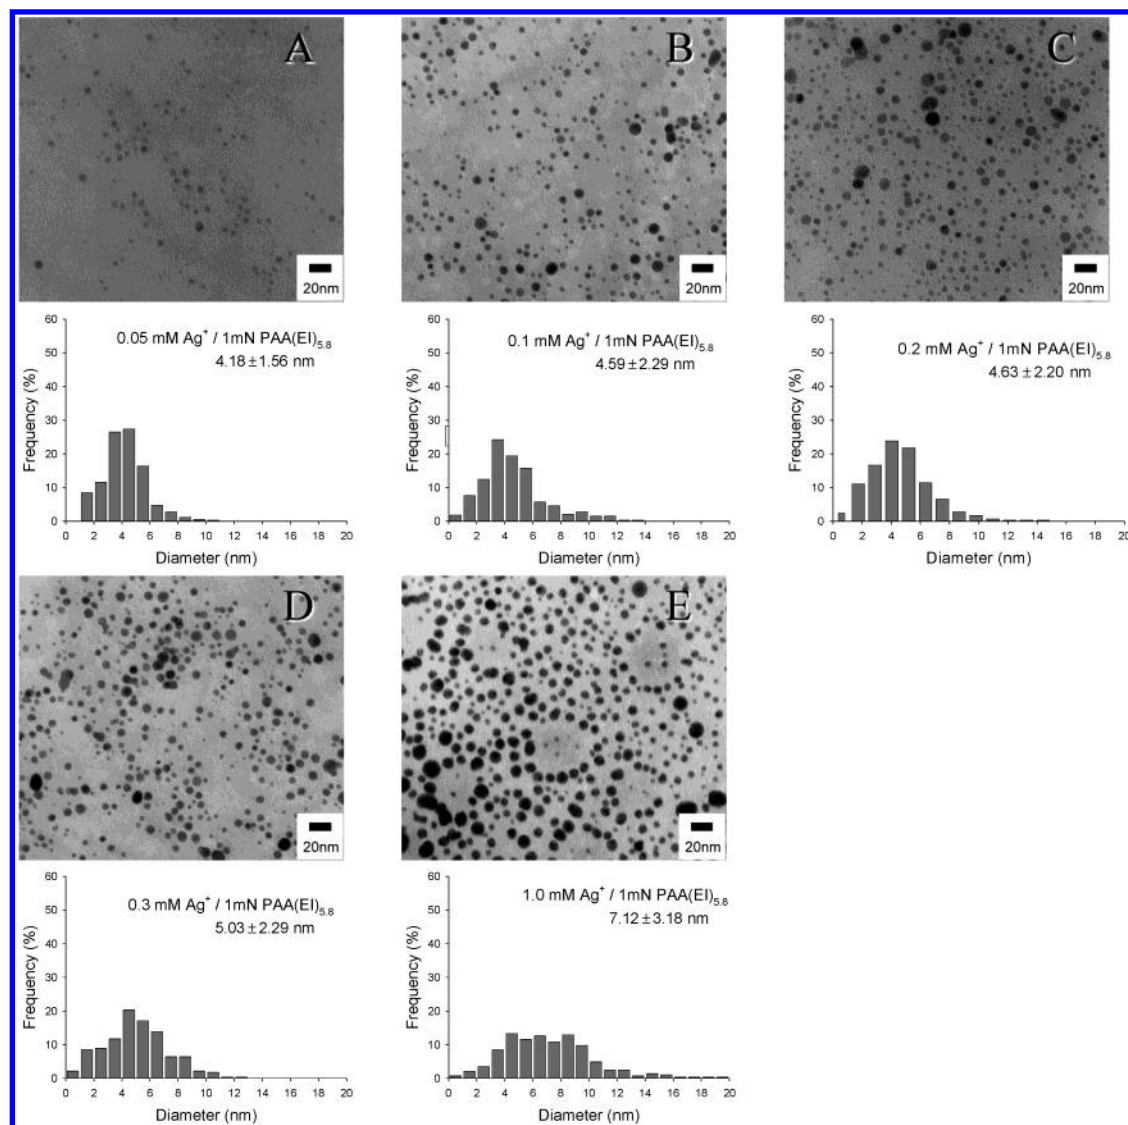 A
B
C
20nm
20nm
20nm
0.05 mM Ag⁺ / 1mN PAA(EI)₅.₈
4.18±1.56 nm
Frequency (%)
60
50
40
30
20
10
0
0 2 4 6 8 10 12 14 16 18 20
Diameter (nm)
0.1 mM Ag⁺ / 1mN PAA(EI)₅.₈
4.59±2.29 nm
Frequency (%)
60
50
40
30
20
10
0
0 2 4 6 8 10 12 14 16 18 20
Diameter (nm)
0.2 mM Ag⁺ / 1mN PAA(EI)₅.₈
4.63±2.20 nm
Frequency (%)
60
50
40
30
20
10
0
0 2 4 6 8 10 12 14 16 18 20
Diameter (nm)
D
E
20nm
20nm
0.3 mM Ag⁺ / 1mN PAA(EI)₅.₈
5.03±2.29 nm
Frequency (%)
60
50
40
30
20
10
0
0 2 4 6 8 10 12 14 16 18 20
Diameter (nm)
1.0 mM Ag⁺ / 1mN PAA(EI)₅.₈
7.12±3.18 nm
Frequency (%)
60
50
40
30
20
10
0
0 2 4 6 8 10 12 14 16 18 20
Diameter (nm)